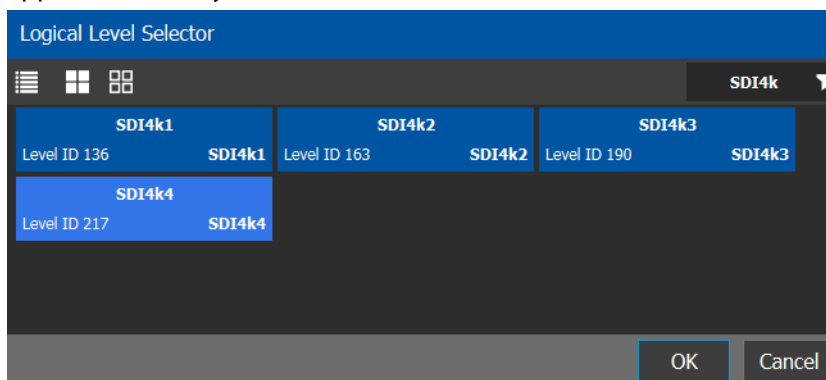 Logical Level Selector
SDI4k
SDI4k1
Level ID 136 SDI4k1
SDI4k2
Level ID 163 SDI4k2
SDI4k3
Level ID 190 SDI4k3
SDI4k4
Level ID 217 SDI4k4
OK
Cancel